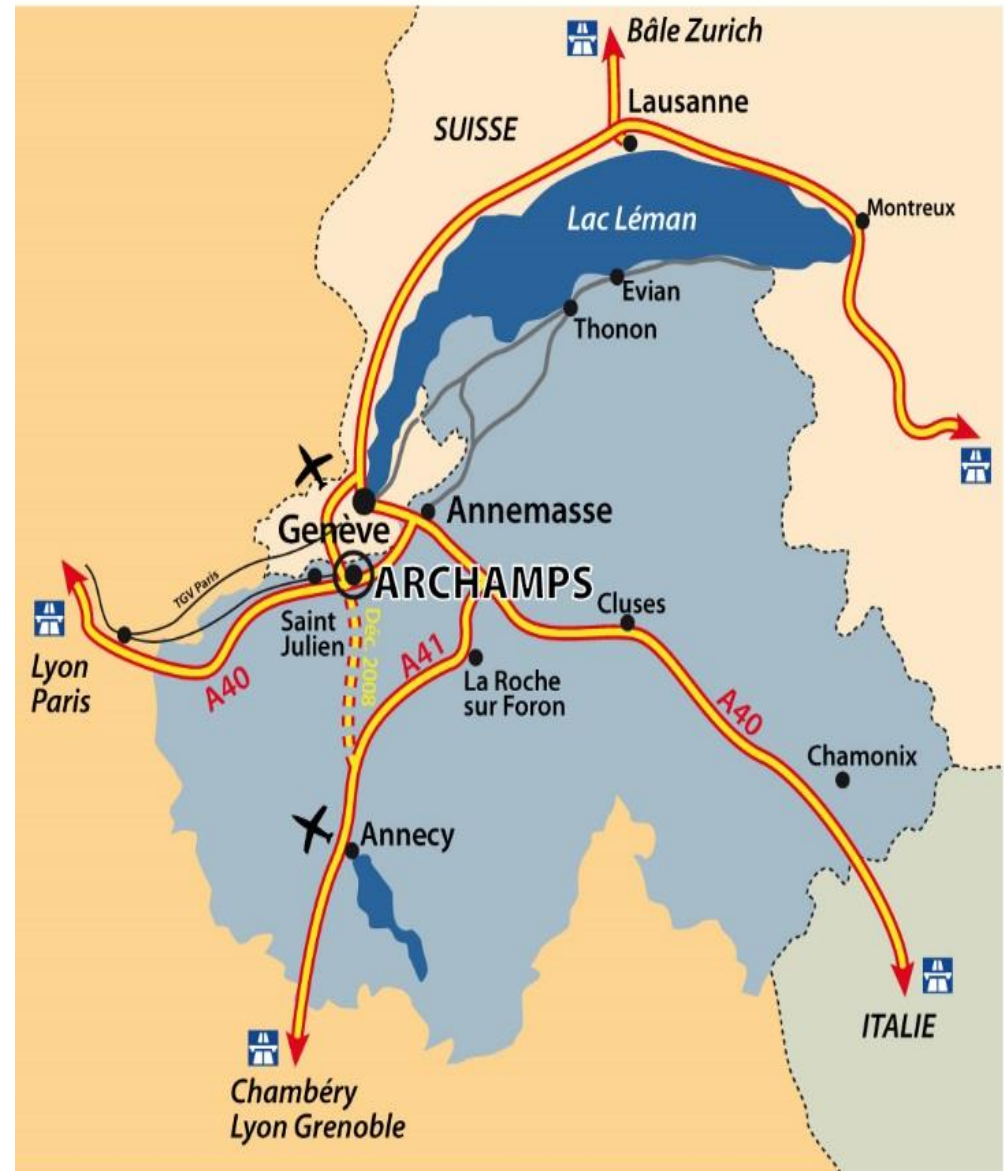 Bâle Zurich
Lausanne
SUISSE
Montreux
Lac Léman
Evian
Thonon
Genève
Annemasse
TGV Paris
ARCHAMPS
Saint
Julien
Cluses
Déc. 2008
A41
La Roche
sur Foron
Lyon
Paris
A40
A40
Chamonix
Annecy
ITALIE
Chambéry
Lyon Grenoble